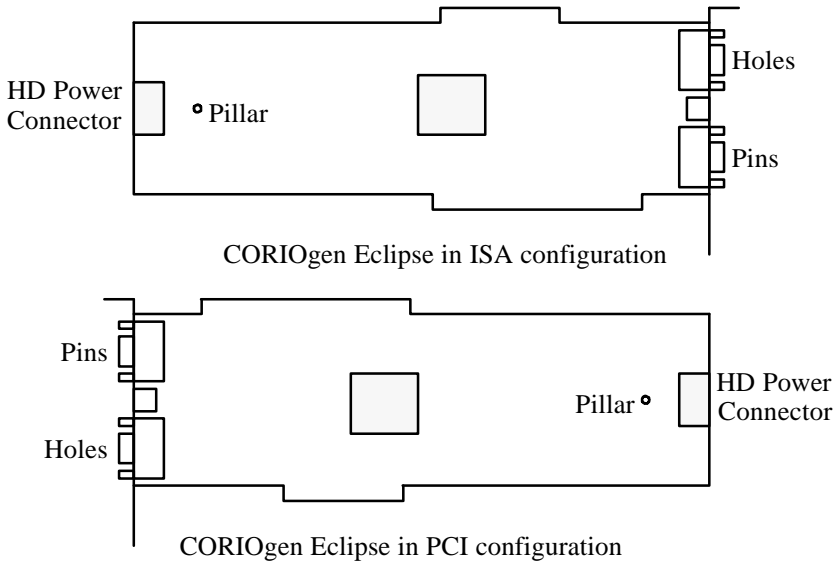 Holes
HD Power
Connector
Pillar
Pins
CORIOgen Eclipse in ISA configuration
Pins
HD Power
Connector
Pillar
Holes
CORIOgen Eclipse in PCI configuration